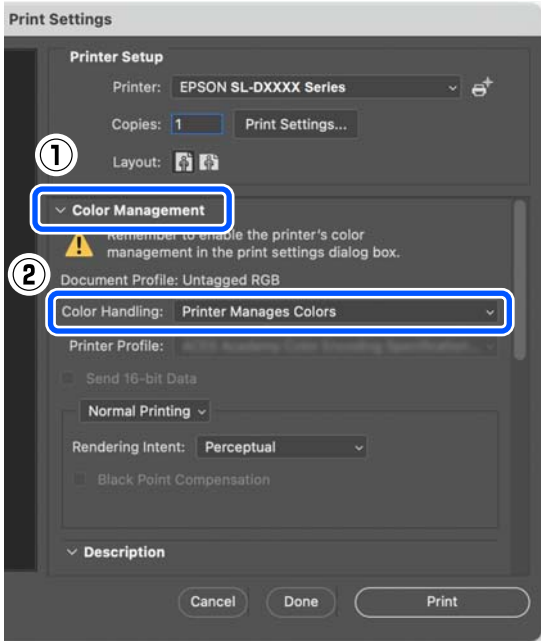 Print Settings
Printer Setup
Printer: EPSON SL-DXXXX Series
Copies: 1 Print Settings...
Layout:
①
Color Management
Remember to enable the printer's color
management in the print settings dialog box.
②
Document Profile: Untagged RGB
Color Handling: Printer Manages Colors
Printer Profile:
Send 16-bit Data
Normal Printing
Rendering Intent: Perceptual
Black Point Compensation
Description
Cancel Done Print